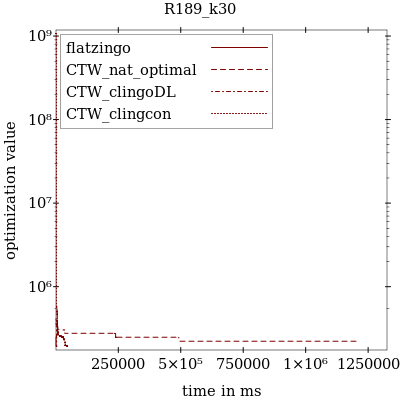 R189_k30
10⁹
flatzingo
CTW_nat_optimal
CTW_clingoDL
CTW_clingcon
10⁸
10⁷
10⁶
optimization value
250000 5×10⁵ 750000 1×10⁶ 1250000
time in ms